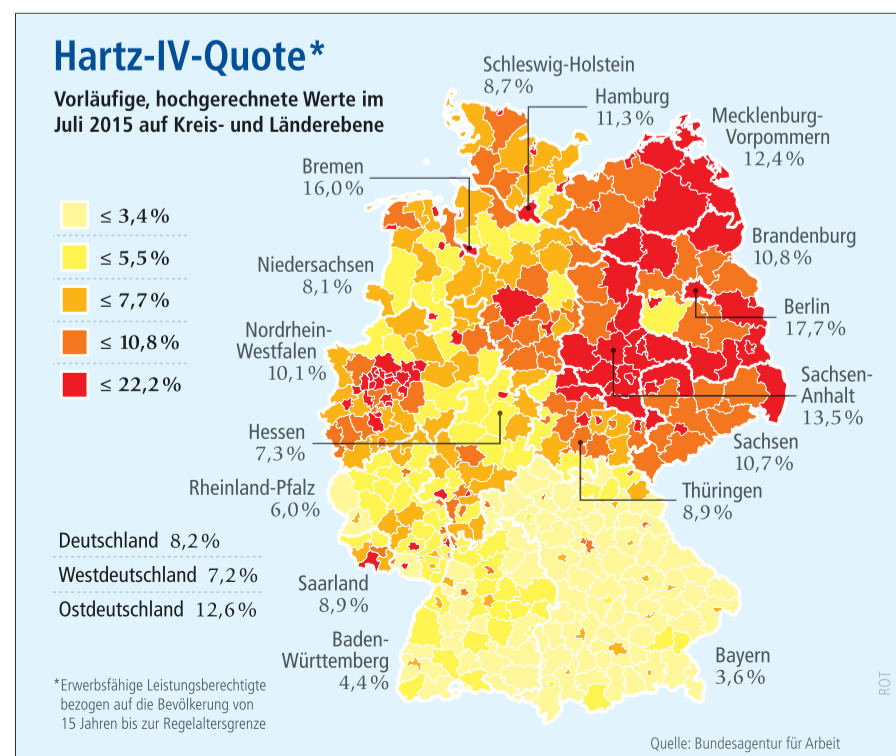 Hartz-IV-Quote*
Vorläufige, hochgerechnete Werte im
Juli 2015 auf Kreis- und Länderebene
≤ 3,4 %
≤ 5,5 %
≤ 7,7 %
≤ 10,8 %
≤ 22,2 %
Schleswig-Holstein
8,7 %
Hamburg
11,3 %
Mecklenburg-
Vorpommern
12,4 %
Bremen
16,0 %
Brandenburg
10,8 %
Niedersachsen
8,1 %
Berlin
17,7 %
Nordrhein-
Westfalen
10,1 %
Sachsen-
Anhalt
13,5 %
Hessen
7,3 %
Sachsen
10,7 %
Rheinland-Pfalz
6,0 %
Thüringen
8,9 %
Deutschland 8,2 %
Westdeutschland 7,2 %
Ostdeutschland 12,6 %
Saarland
8,9 %
Baden-
Württemberg
4,4 %
Bayern
3,6 %
*Erwerbsfähige Leistungsberechtigte
bezogen auf die Bevölkerung von
15 Jahren bis zur Regelaltersgrenze
ROT
Quelle: Bundesagentur für Arbeit